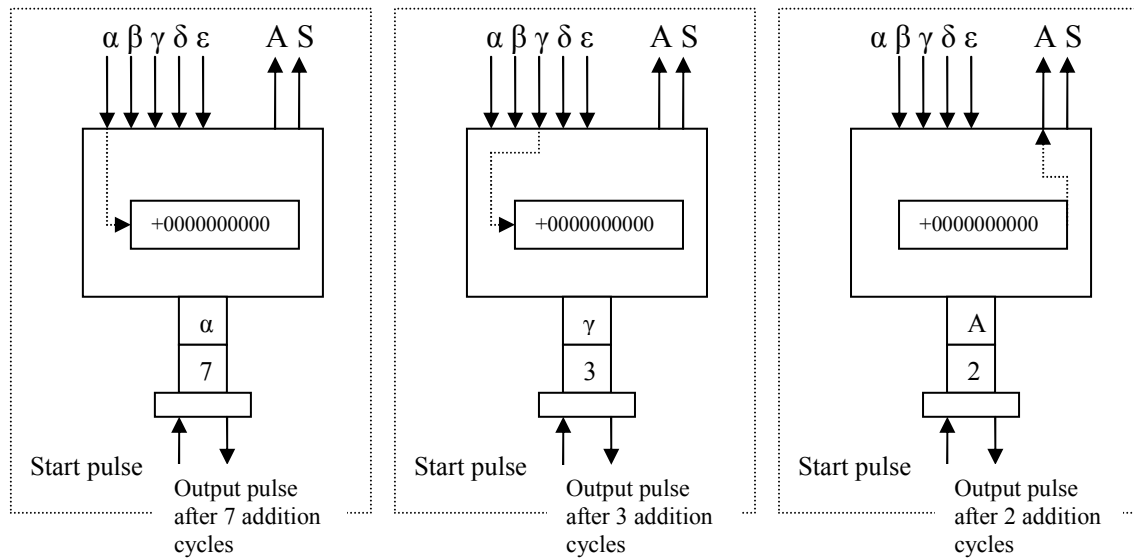 α β γ δ ε A S
+0000000000
α
7
Start pulse
Output pulse
after 7 addition
cycles
α β γ δ ε A S
+0000000000
γ
3
Start pulse
Output pulse
after 3 addition
cycles
α β γ δ ε A S
+0000000000
A
2
Start pulse
Output pulse
after 2 addition
cycles